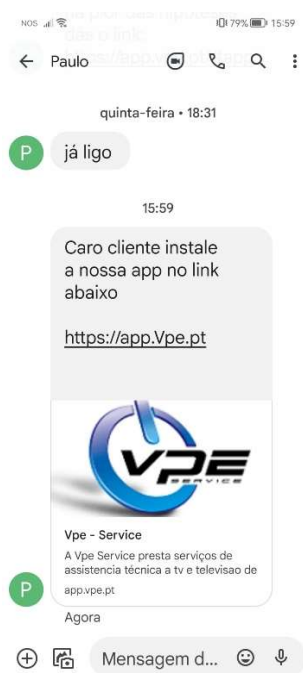 NOS 79% 15:59
Paulo
quinta-feira • 18:31
P já ligo
15:59
Caro cliente instale
a nossa app no link
abaixo
https://app.Vpe.pt
VPE
SERVICE
Vpe - Service
A Vpe Service presta serviços de
assistencia técnica a tv e televisao de
P app.vpe.pt
Agora
Mensagem d...